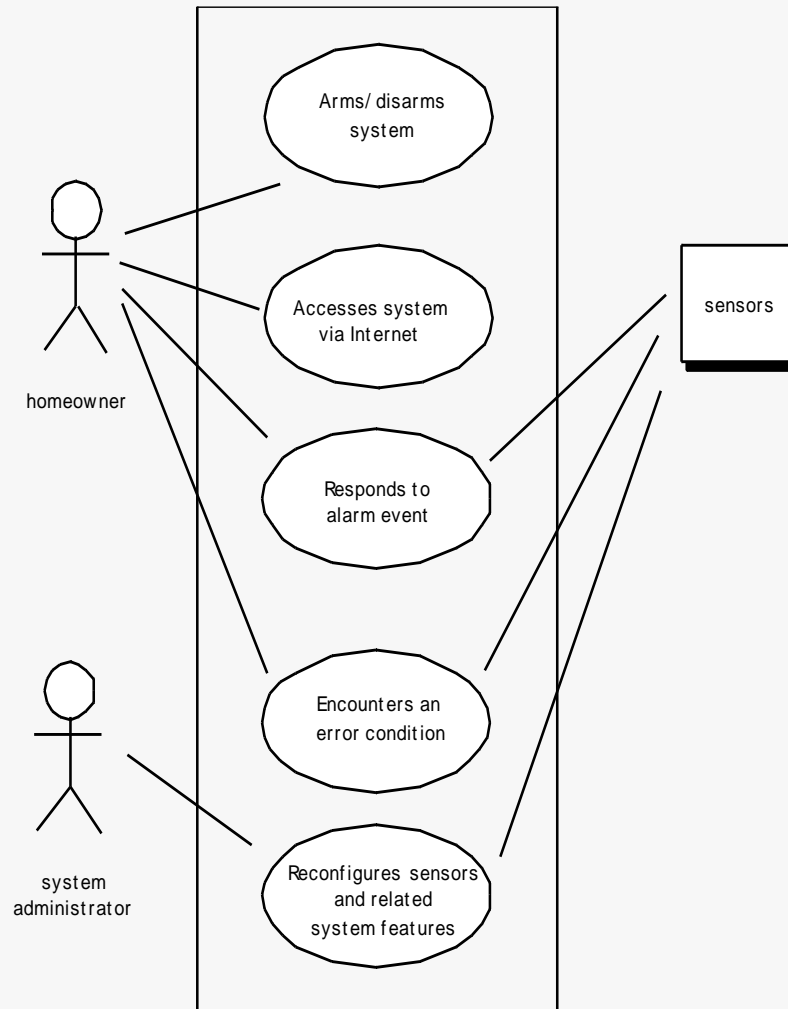 Arms/disarms
system
Accesses system
via Internet
sensors
homeowner
Responds to
alarm event
Encounters an
error condition
system
administrator
Reconfigures sensors
and related
system features